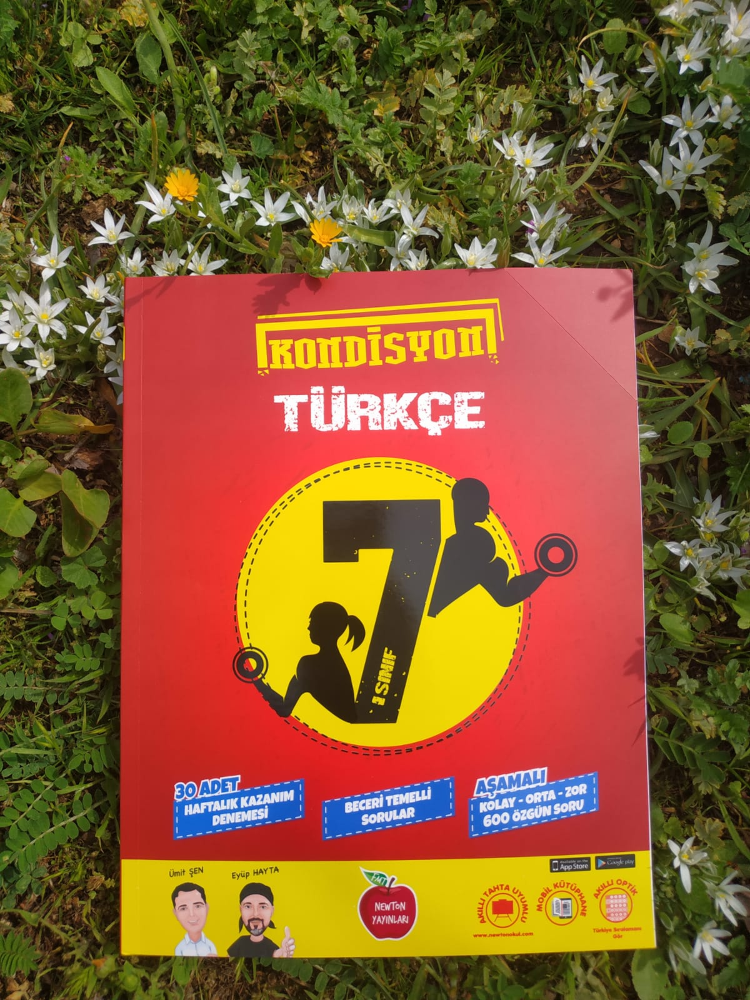 KONDİSYON
TÜRKÇE
7
.SINIF
30 ADET
HAFTALIK KAZANIM
DENEMESİ
BECERİ TEMELLİ
SORULAR
AŞAMALI
KOLAY - ORTA - ZOR
600 ÖZGÜN SORU
Ümit ŞEN
Eyüp HAYTA
FMT
NEWTON
YAYINLARI
Available on the
App Store
Google play
AKILLI TAHTA UYUMLU
MOBİL KÜTÜPHANE
AKILLI OPTİK
www.newtonokul.com
Türkiye Sıralamanı
Gör